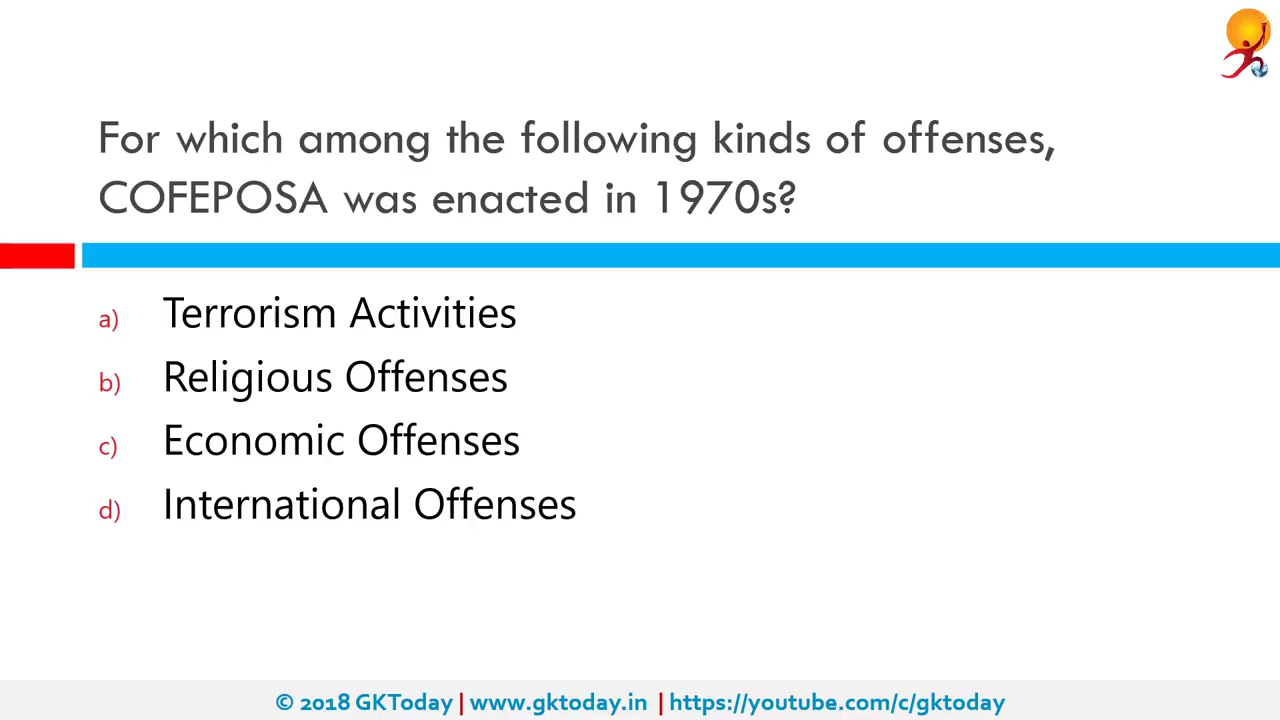 For which among the following kinds of offenses,
COFEPOSA was enacted in 1970s?
a) Terrorism Activities
b) Religious Offenses
c) Economic Offenses
d) International Offenses
© 2018 GKToday | www.gktoday.in | https://youtube.com/c/gktoday